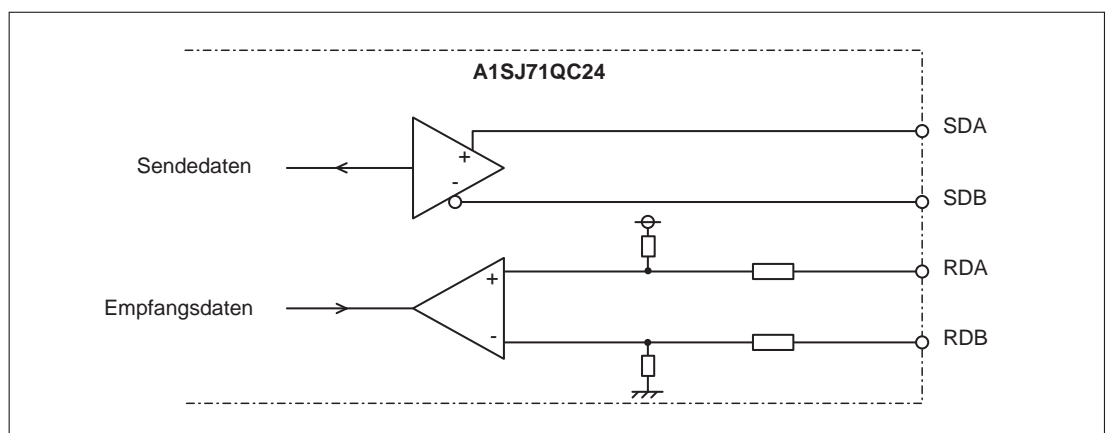 A1SJ71QC24
SDA
Sendedaten
+
-
SDB
RDA
+
Empfangsdaten
-
RDB